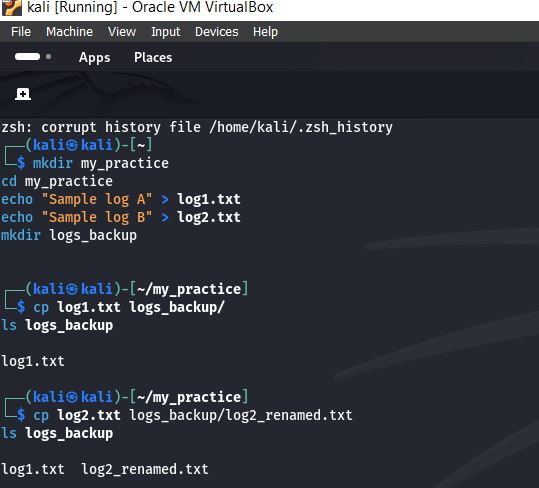 kali [Running] - Oracle VM VirtualBox
File Machine View Input Devices Help
Apps Places
zsh: corrupt history file /home/kali/.zsh_history
┌──(kali㉿kali)-[~]
└─$ mkdir my_practice
cd my_practice
echo "Sample log A" > log1.txt
echo "Sample log B" > log2.txt
mkdir logs_backup
┌──(kali㉿kali)-[~/my_practice]
└─$ cp log1.txt logs_backup/
ls logs_backup
log1.txt
┌──(kali㉿kali)-[~/my_practice]
└─$ cp log2.txt logs_backup/log2_renamed.txt
ls logs_backup
log1.txt  log2_renamed.txt